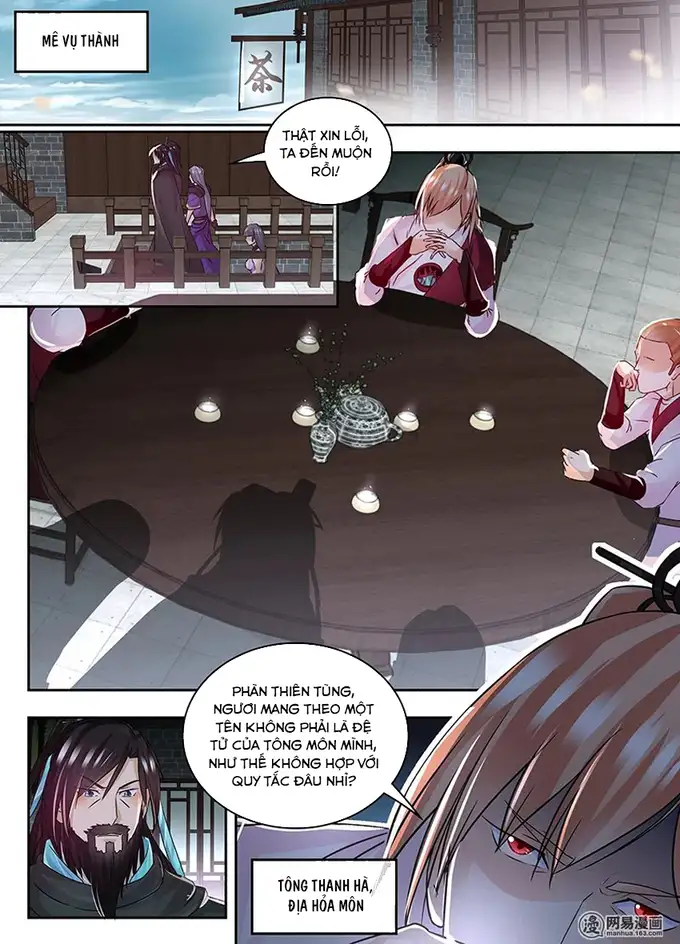 MÊ VỤ THÀNH
茶
THẬT XIN LỖI,
TA ĐẾN MUỘN
RỒI!
PHẦN THIÊN TÙNG,
NGƯƠI MANG THEO MỘT
TÊN KHÔNG PHẢI LÀ ĐỆ
TỬ CỦA TÔNG MÔN MÌNH,
NHƯ THẾ KHÔNG HỢP VỚI
QUY TẮC ĐÂU NHỈ?
TÔNG THANH HÀ,
ĐỊA HỎA MÔN
网易漫画
manhua.163.com